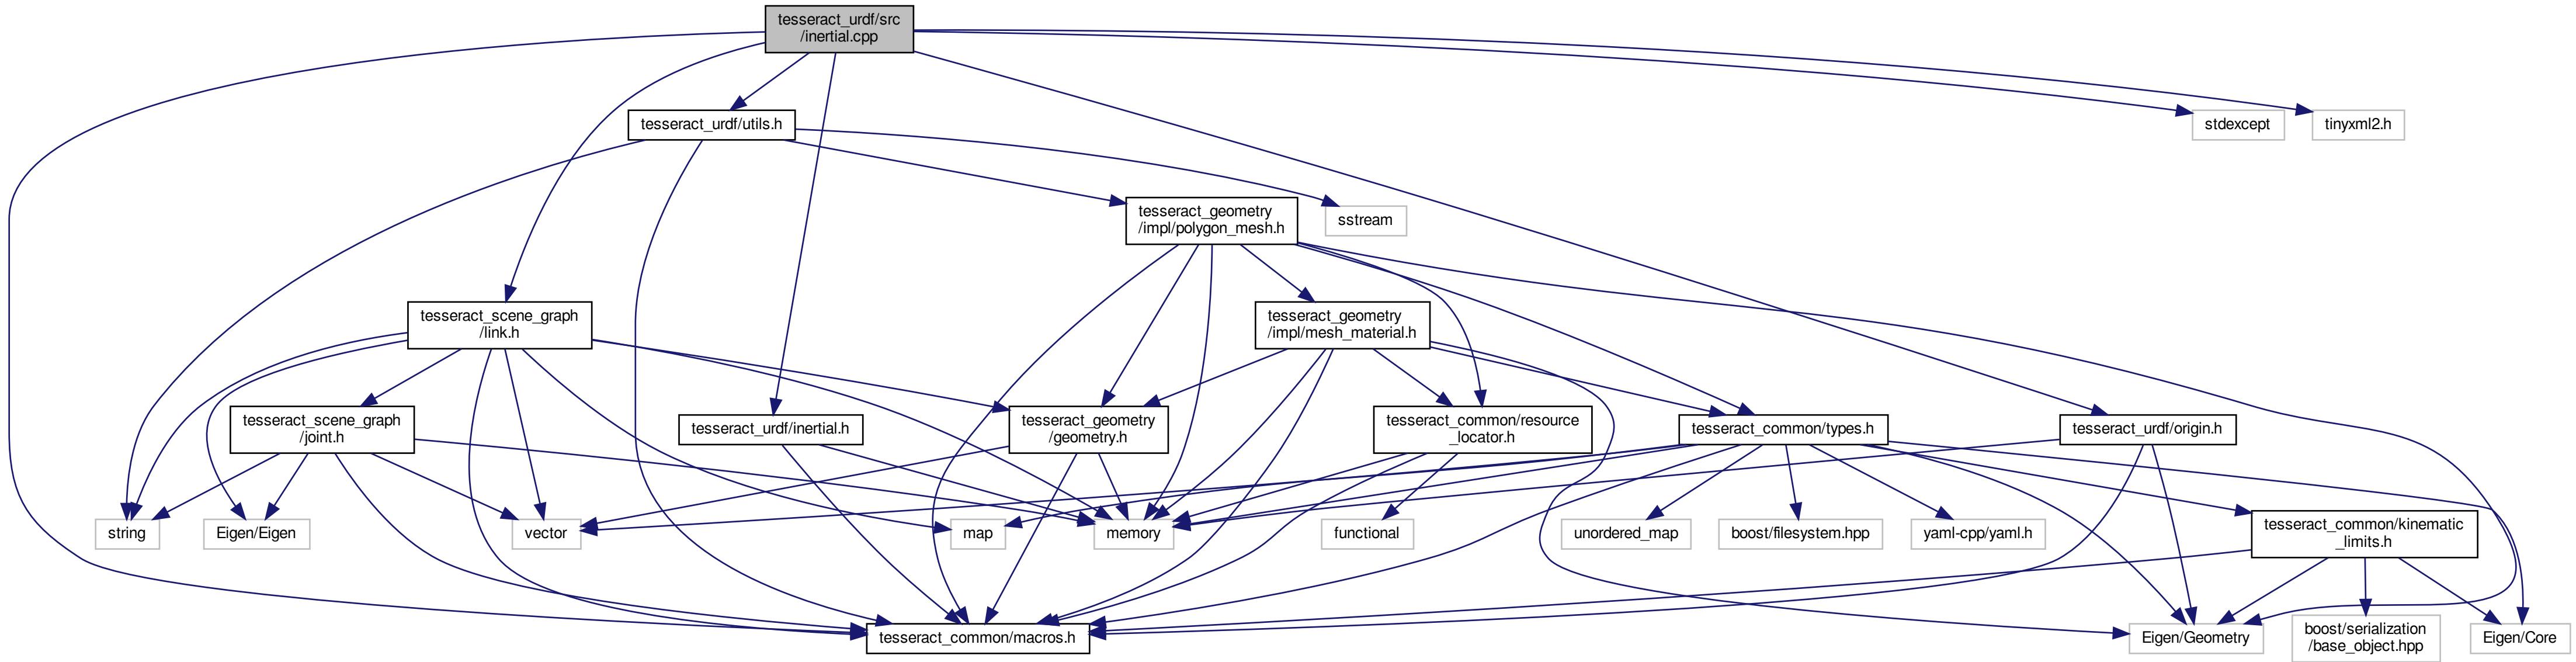 tesseract_urdf/src
/inertial.cpp
tesseract_urdf/utils.h
stdexcept
tinyxml2.h
tesseract_geometry
/impl/polygon_mesh.h
sstream
tesseract_scene_graph
/link.h
tesseract_geometry
/impl/mesh_material.h
tesseract_scene_graph
/joint.h
tesseract_urdf/inertial.h
tesseract_geometry
/geometry.h
tesseract_common/resource
_locator.h
tesseract_common/types.h
tesseract_urdf/origin.h
string
Eigen/Eigen
vector
map
memory
functional
unordered_map
boost/filesystem.hpp
yaml-cpp/yaml.h
tesseract_common/kinematic
_limits.h
tesseract_common/macros.h
Eigen/Geometry
boost/serialization
/base_object.hpp
Eigen/Core